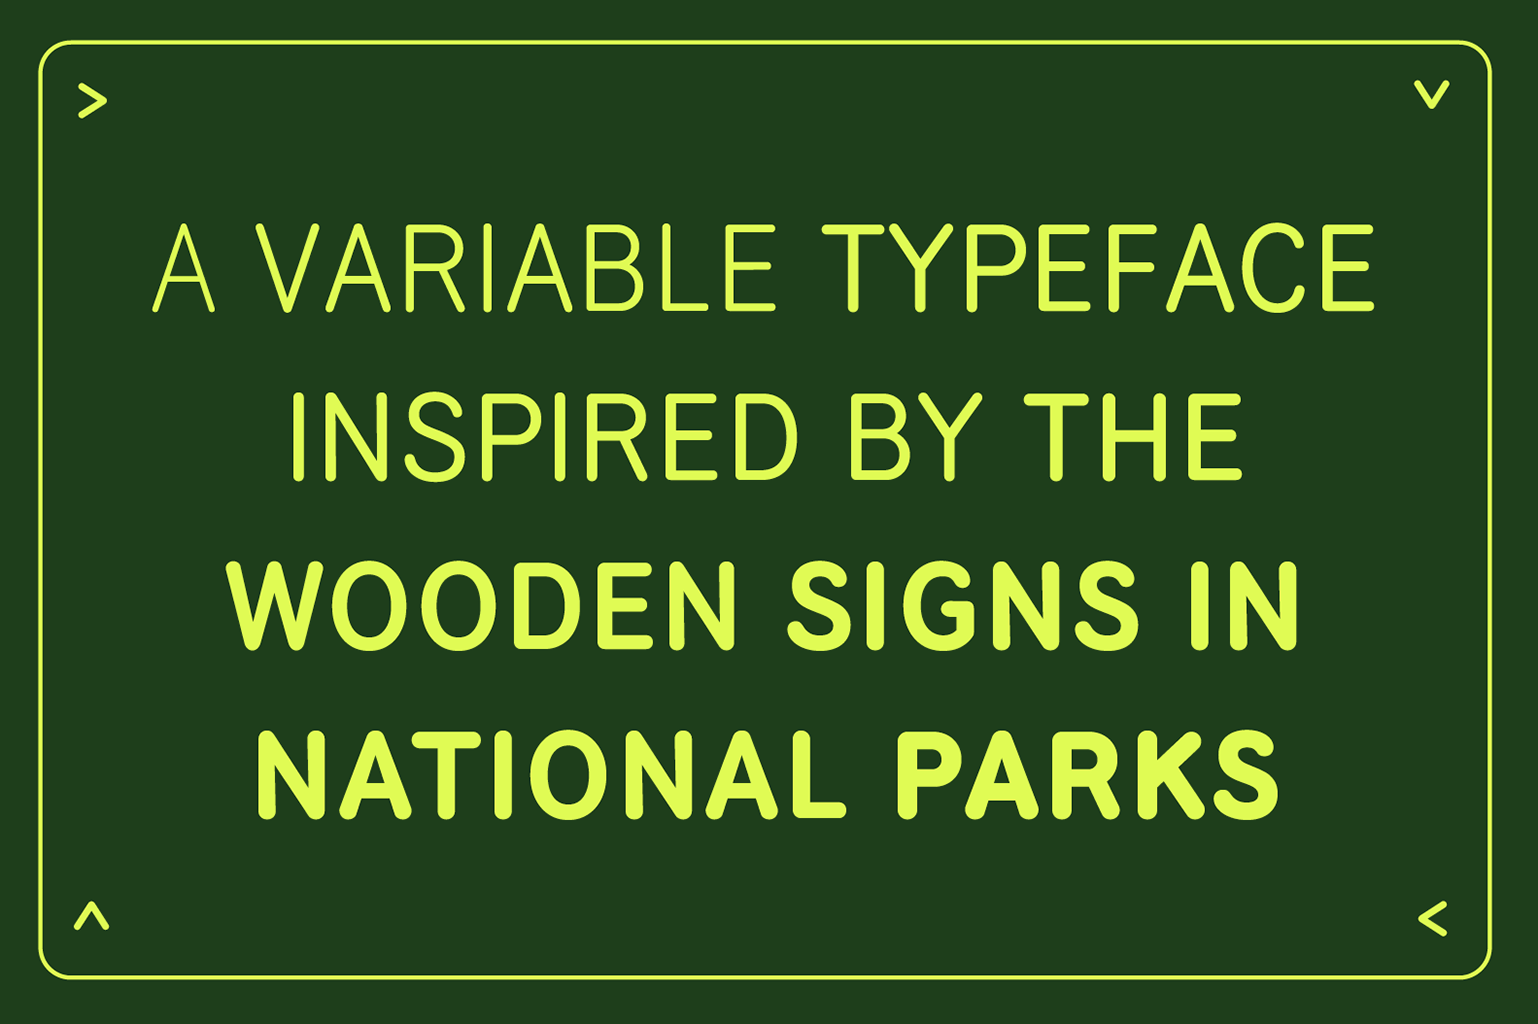 A VARIABLE TYPEFACE
INSPIRED BY THE
WOODEN SIGNS IN
NATIONAL PARKS